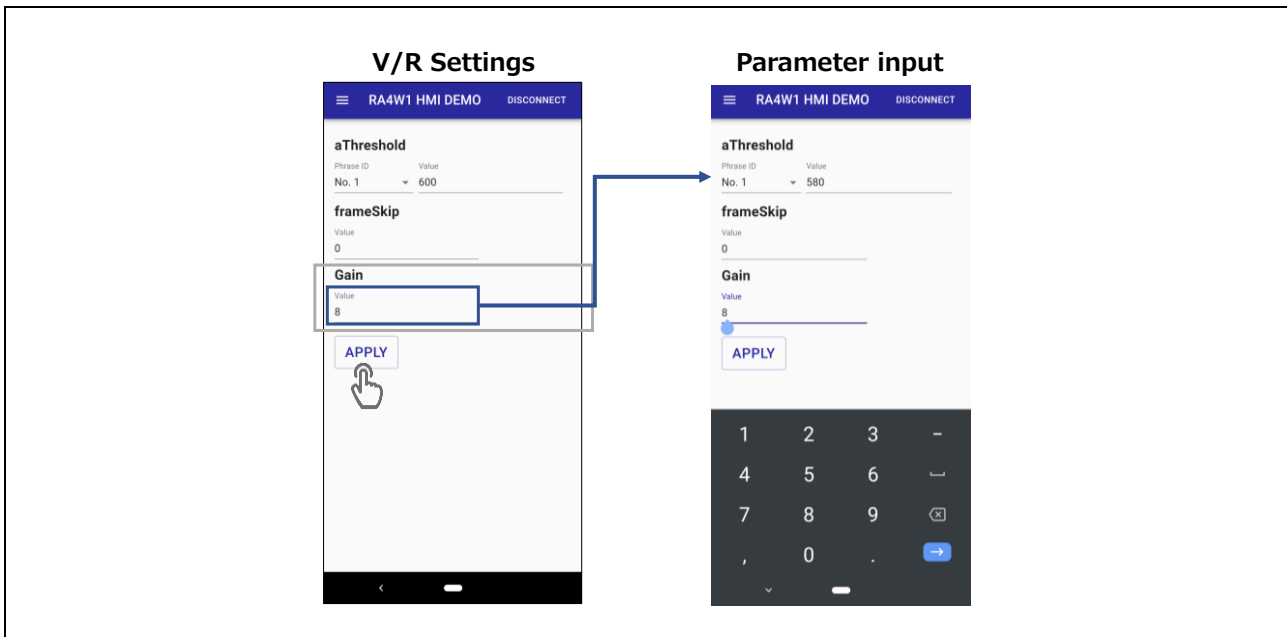 V/R Settings
RA4W1 HMI DEMO DISCONNECT
aThreshold
Phrase ID Value
No. 1 600
frameSkip
Value
0
Gain
Value
8
APPLY
Parameter input
RA4W1 HMI DEMO DISCONNECT
aThreshold
Phrase ID Value
No. 1 580
frameSkip
Value
0
Gain
Value
8
APPLY
1 2 3 -
4 5 6
7 8 9
, 0 .